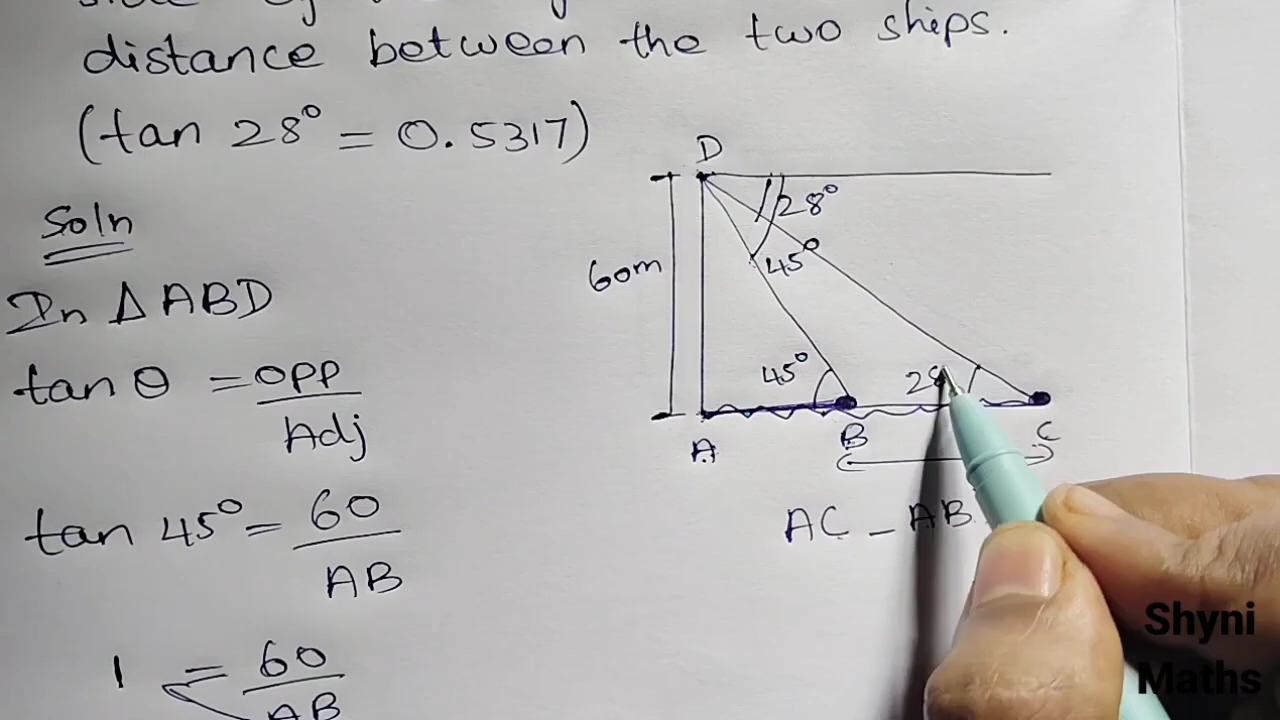 distance between the two ships.
(tan 28° = 0.5317)
Soln
In Δ ABD
tan θ = opp / Adj
tan 45° = 60 / AB
1 = 60 / AB
D
28°
45°
60m
45°
A
B
C
AC - AB
Shyni
Maths